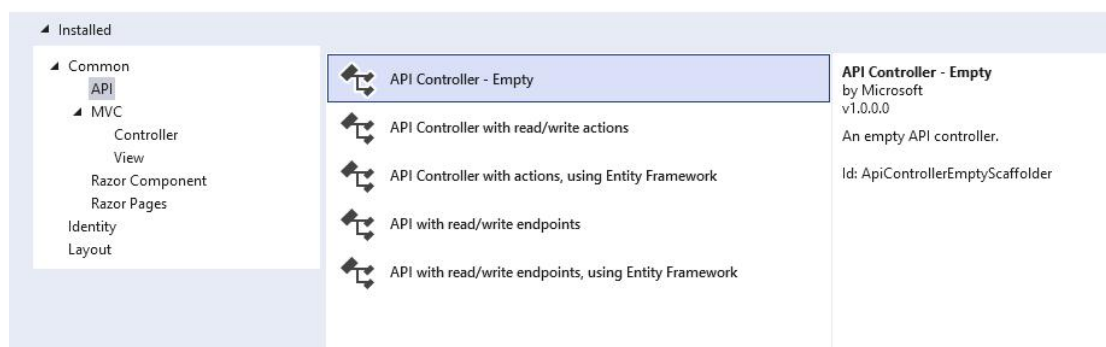 Installed
Common
API
MVC
Controller
View
Razor Component
Razor Pages
Identity
Layout
API Controller - Empty
API Controller with read/write actions
API Controller with actions, using Entity Framework
API with read/write endpoints
API with read/write endpoints, using Entity Framework
API Controller - Empty
by Microsoft
v1.0.0.0
An empty API controller.
Id: ApiControllerEmptyScaffolder